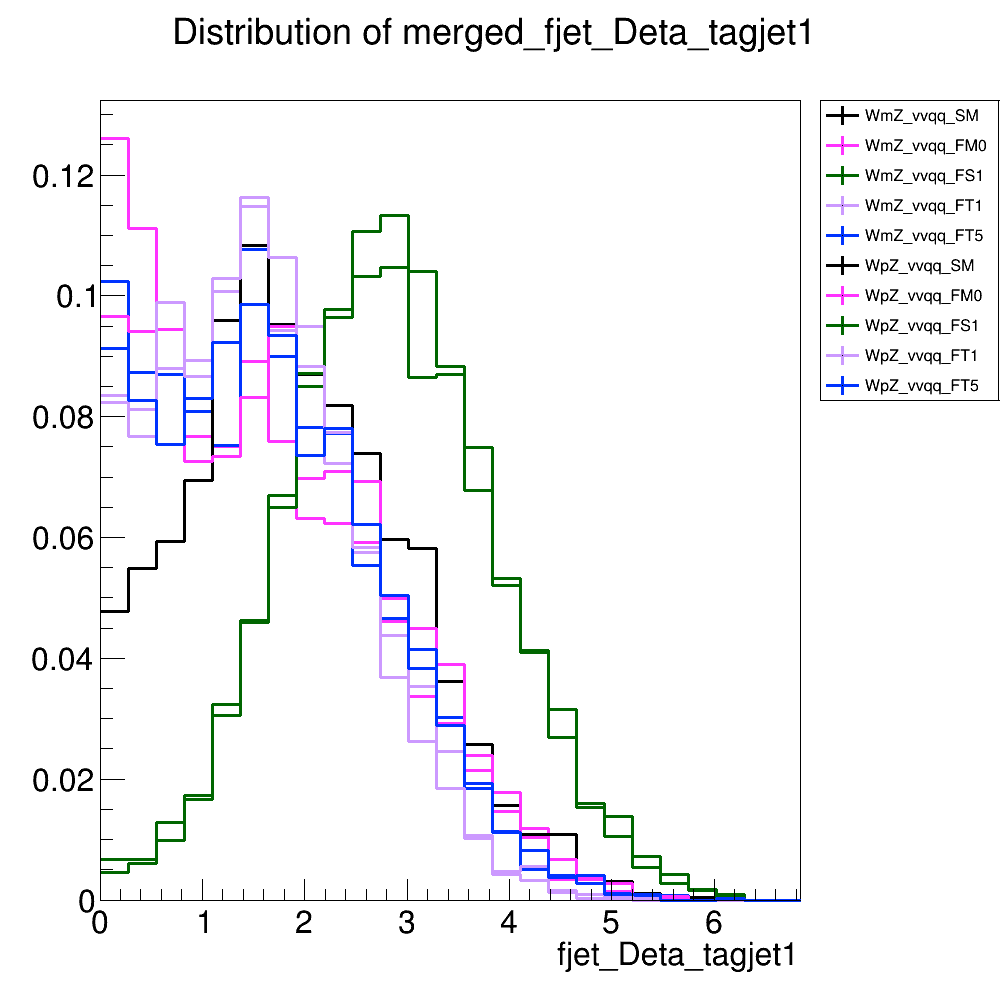 Distribution of merged_fjet_Deta_tagjet1
WmZ_vvqq_SM
WmZ_vvqq_FM0
WmZ_vvqq_FS1
WmZ_vvqq_FT1
WmZ_vvqq_FT5
WpZ_vvqq_SM
WpZ_vvqq_FM0
WpZ_vvqq_FS1
WpZ_vvqq_FT1
WpZ_vvqq_FT5
0.12
0.1
0.08
0.06
0.04
0.02
0
0 1 2 3 4 5 6
fjet_Deta_tagjet1